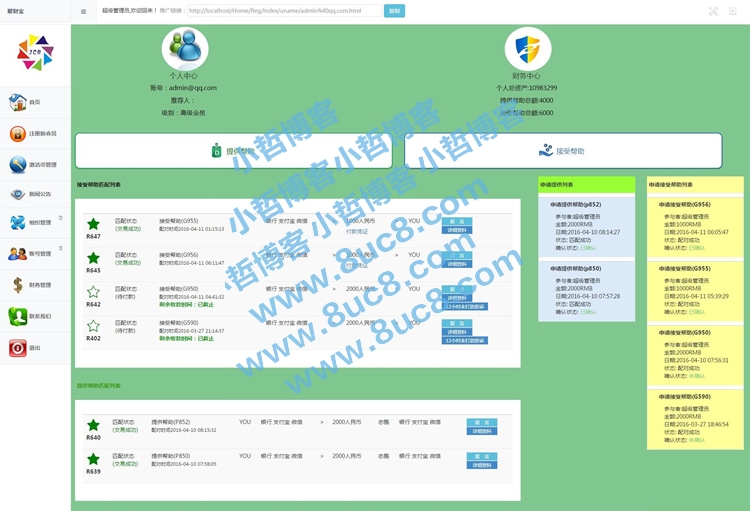 聚财宝
超级管理员,欢迎回来！ 推广链接： http://localhost/Home/Reg/index/uname/admin%40qq.com.html 复制
JCB
首页
注册新会员
激活币管理
新闻公告
组织管理
账号管理
财务管理
联系我们
退出
个人中心
账号：admin@qq.com
推荐人：
级别：高级会员
财务中心
个人总资产:10983299
提供帮助总额:4000
接受帮助总额:6000
提供帮助
接受帮助
接受帮助匹配列表
匹配状态 接受帮助(G955) 银行 支付宝 微信 > 1000人民币 > YOU
(交易成功) 配对时间2016-04-11 01:15:13 付款凭证
R647 详细资料
匹配状态 接受帮助(G956) 银行 支付宝 微信 > 1000人民币 > YOU
(交易成功) 配对时间2016-04-11 06:11:47 付款凭证
R645 详细资料
匹配状态 接受帮助(G950) 银行 支付宝 微信 > 2000人民币 > YOU
(待付款) 配对时间2016-04-11 04:41:32 详细资料
R642 剩余收款时间：已截止 12小时未打款投诉
匹配状态 接受帮助(G590) 银行 支付宝 微信 > 2000人民币 > YOU
(待付款) 配对时间2016-03-27 21:14:37 详细资料
R402 剩余收款时间：已截止 12小时未打款投诉
提供帮助匹配列表
匹配状态 提供帮助(P852) YOU 银行 支付宝 微信 > 2000人民币 志龍 银行 支付宝 微信 留 言
(交易成功) 配对时间2016-04-10 08:15:32 详细资料
R640
匹配状态 提供帮助(P850) YOU 银行 支付宝 微信 > 2000人民币 志龍 银行 支付宝 微信 留 言
(交易成功) 配对时间2016-04-10 07:58:05 详细资料
R639
申请提供列表
申请提供帮助(p852)
参与者:超级管理员
金额:2000RMB
日期:2016-04-10 08:14:27
状态: 匹配成功
确认状态: 已确认
申请提供帮助(p850)
参与者:超级管理员
金额:2000RMB
日期:2016-04-10 07:57:28
状态: 匹配成功
确认状态: 已确认
申请接受帮助列表
申请接受帮助(G956)
参与者:超级管理员
金额:1000RMB
日期:2016-04-11 06:05:47
状态: 配对成功
确认状态: 已确认
申请接受帮助(G955)
参与者:超级管理员
金额:1000RMB
日期:2016-04-11 05:39:29
状态: 配对成功
确认状态: 已确认
申请接受帮助(G950)
参与者:超级管理员
金额:2000RMB
日期:2016-04-10 07:56:31
状态: 配对成功
确认状态: 未确认
申请接受帮助(G590)
参与者:超级管理员
金额:2000RMB
日期:2016-03-27 18:46:54
状态: 配对成功
确认状态: 未确认
小哲博客小哲博客
小哲博客 www.8uc8.com
www.8uc8.com
www.8uc8.com